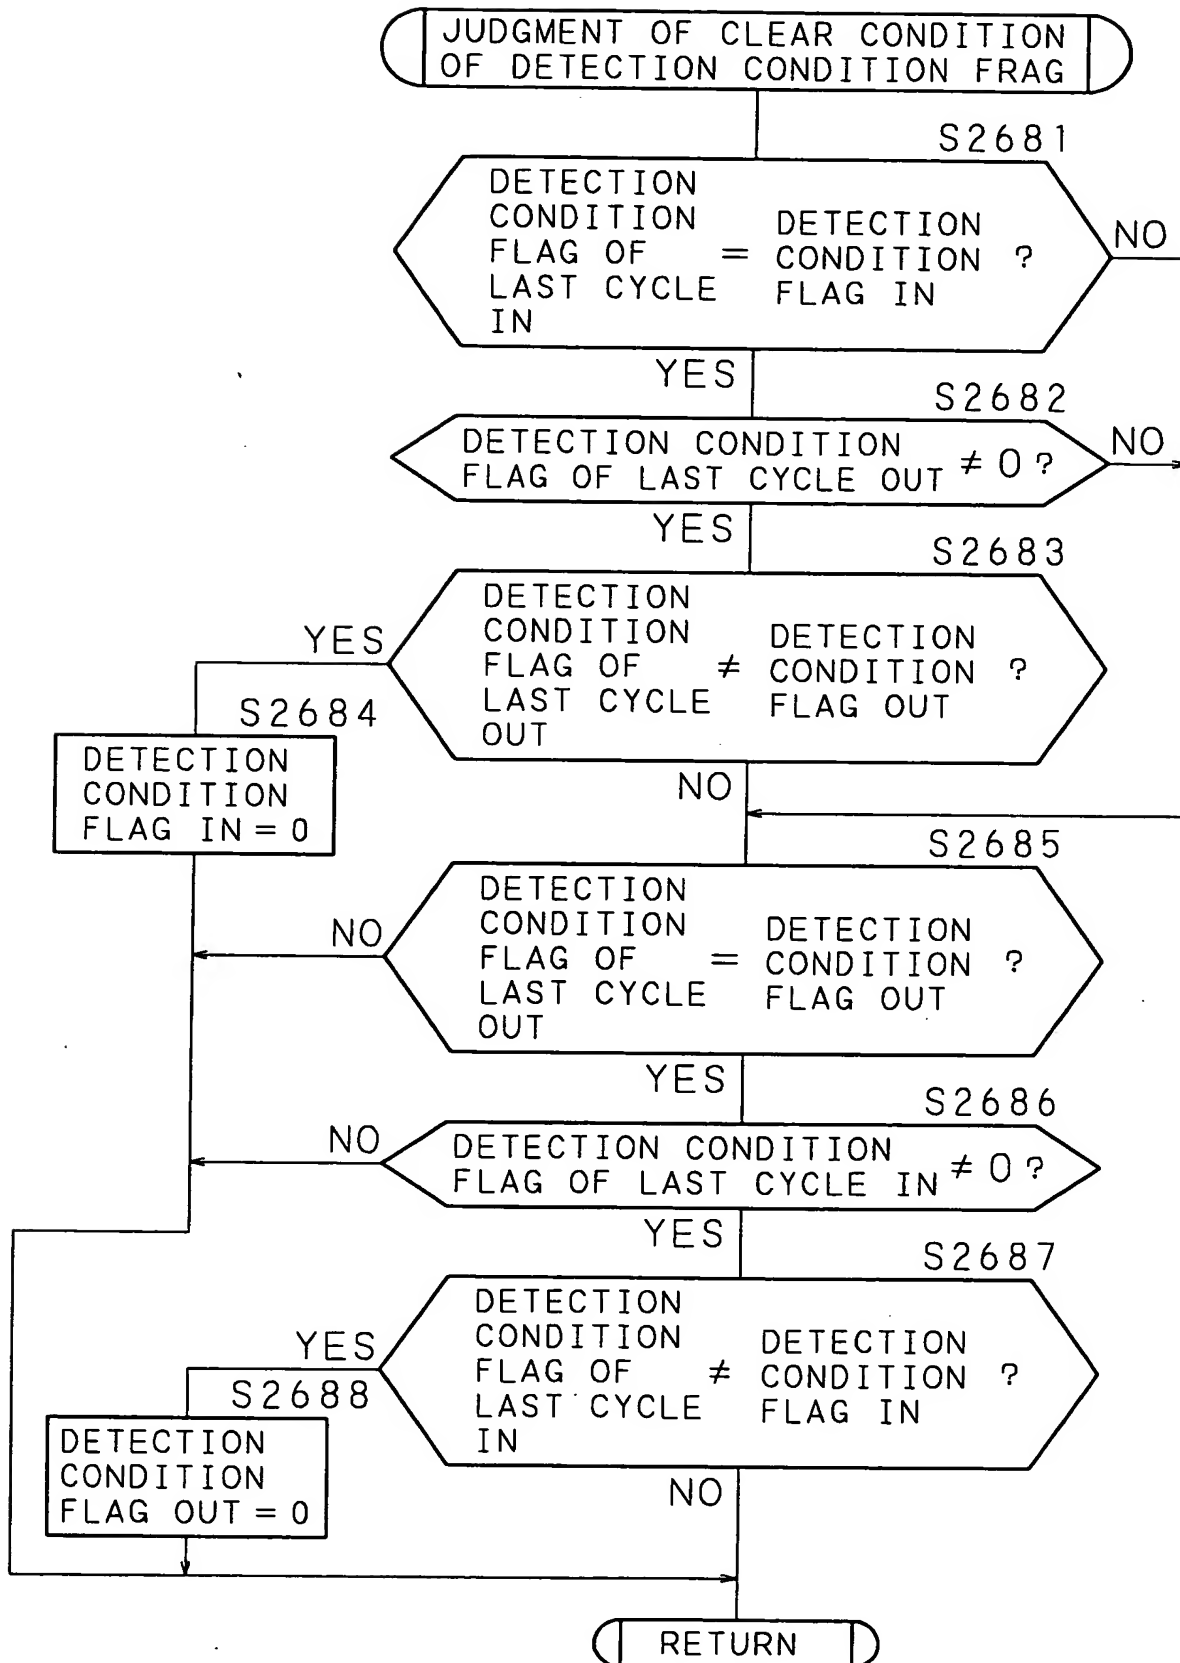 JUDGMENT OF CLEAR CONDITION
OF DETECTION CONDITION FRAG
S2681
DETECTION
CONDITION
FLAG OF
LAST CYCLE
IN
=
DETECTION
CONDITION
FLAG IN
?
NO
YES
S2682
DETECTION CONDITION
FLAG OF LAST CYCLE OUT ≠ 0 ?
NO
YES
S2683
DETECTION
CONDITION
FLAG OF
LAST CYCLE
OUT
≠
DETECTION
CONDITION
FLAG OUT
?
YES
S2684
DETECTION
CONDITION
FLAG IN = 0
NO
S2685
DETECTION
CONDITION
FLAG OF
LAST CYCLE
OUT
=
DETECTION
CONDITION
FLAG OUT
?
NO
YES
S2686
DETECTION CONDITION
FLAG OF LAST CYCLE IN ≠ 0 ?
NO
YES
S2687
DETECTION
CONDITION
FLAG OF
LAST CYCLE
IN
≠
DETECTION
CONDITION
FLAG IN
?
YES
S2688
DETECTION
CONDITION
FLAG OUT = 0
NO
RETURN